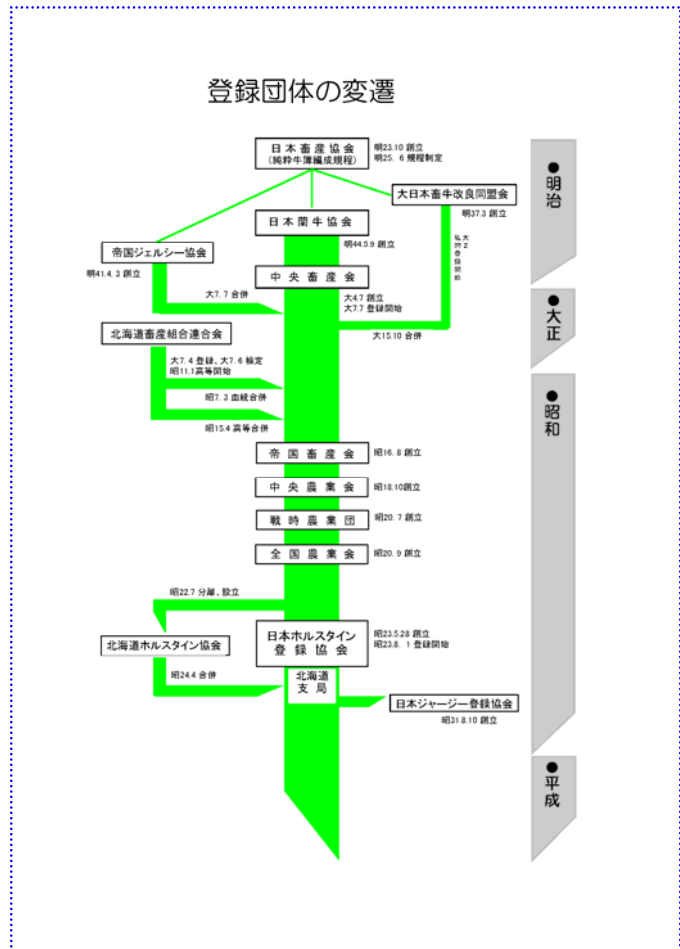 登録団体の変遷
日本畜産協会
(純粋牛簿編成規程)
明23.10 創立
明25. 6 規程制定
大日本畜牛改良同盟会
明37.3 創立
●明治
日本蘭牛協会
明44.5.9 創立
帝国ジェルシー協会
明41.4. 3 創立
中央畜産会
大4.7 創立
大7.7 登録開始
大7. 7 合併
大15.10 合併
●大正
北海道畜産組合連合会
大7. 4 登録、大7. 6 検定
昭11.1高等開始
昭7. 3 血統合併
昭15.4 高等合併
●昭和
帝国畜産会
昭16. 8 創立
中央農業会
昭18.10創立
戦時農業団
昭20. 7 創立
全国農業会
昭20. 9 創立
昭22.7 分離、設立
北海道ホルスタイン協会
日本ホルスタイン
登録協会
昭23.5.28 創立
昭23.8. 1 登録開始
昭24.4 合併
北海道
支局
日本ジャージー登録協会
昭31.8.10 創立
●平成